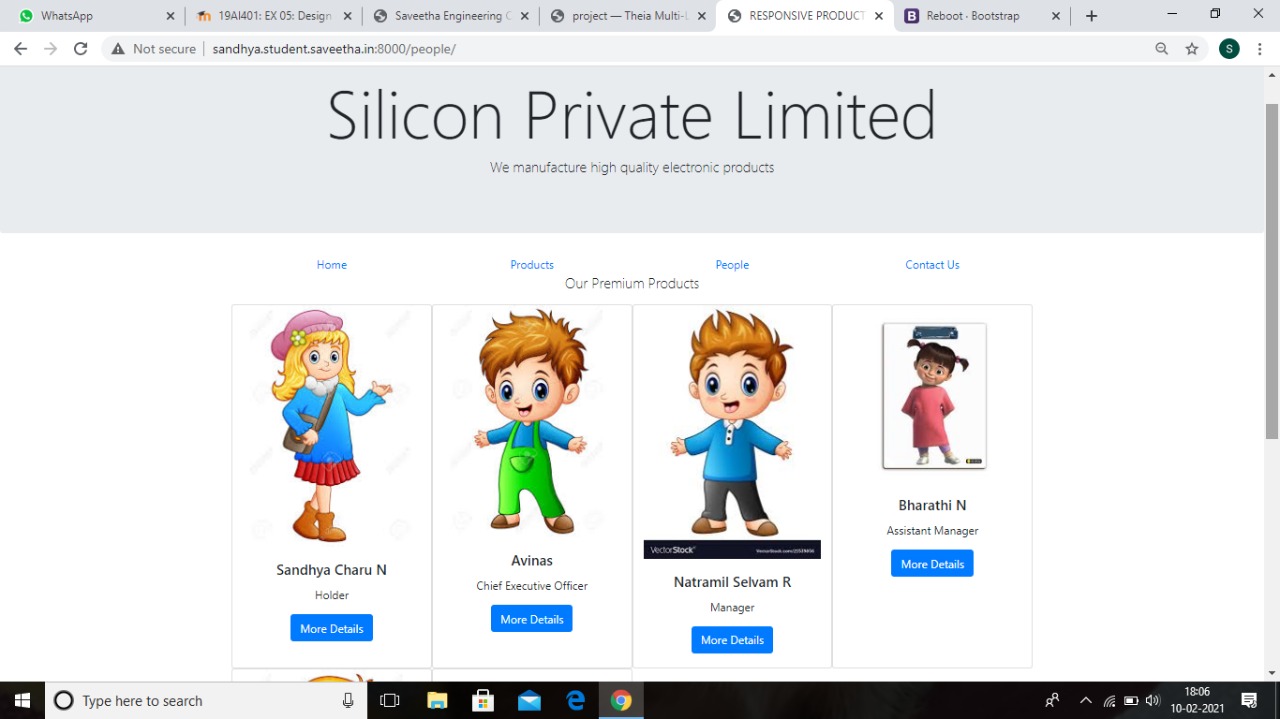 WhatsApp
19AI401: EX 05: Design
Saveetha Engineering C
project — Theia Multi-L
RESPONSIVE PRODUCT
B Reboot · Bootstrap
Not secure
sandhya.student.saveetha.in:8000/people/
S
Silicon Private Limited
We manufacture high quality electronic products
Home Products People Contact Us
Our Premium Products
VectorStock®
VectorStock.com/21529656
Sandhya Charu N
Holder
More Details
Avinas
Chief Executive Officer
More Details
Natramil Selvam R
Manager
More Details
Bharathi N
Assistant Manager
More Details
Type here to search
18:06
10-02-2021